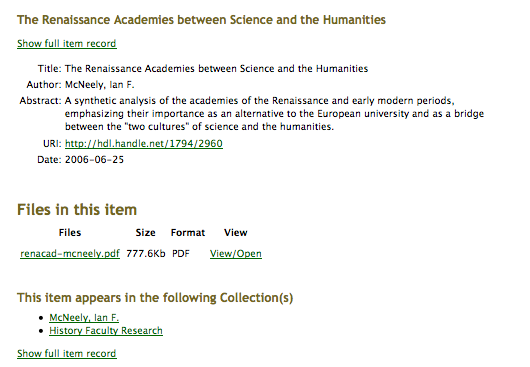 The Renaissance Academies between Science and the Humanities
Show full item record
Title: The Renaissance Academies between Science and the Humanities
Author: McNeely, Ian F.
Abstract: A synthetic analysis of the academies of the Renaissance and early modern periods,
emphasizing their importance as an alternative to the European university and as a bridge
between the "two cultures" of science and the humanities.
URI: http://hdl.handle.net/1794/2960
Date: 2006-06-25
Files in this item
Files Size Format View
renacad-mcneely.pdf 777.6Kb PDF View/Open
This item appears in the following Collection(s)
• McNeely, Ian F.
• History Faculty Research
Show full item record